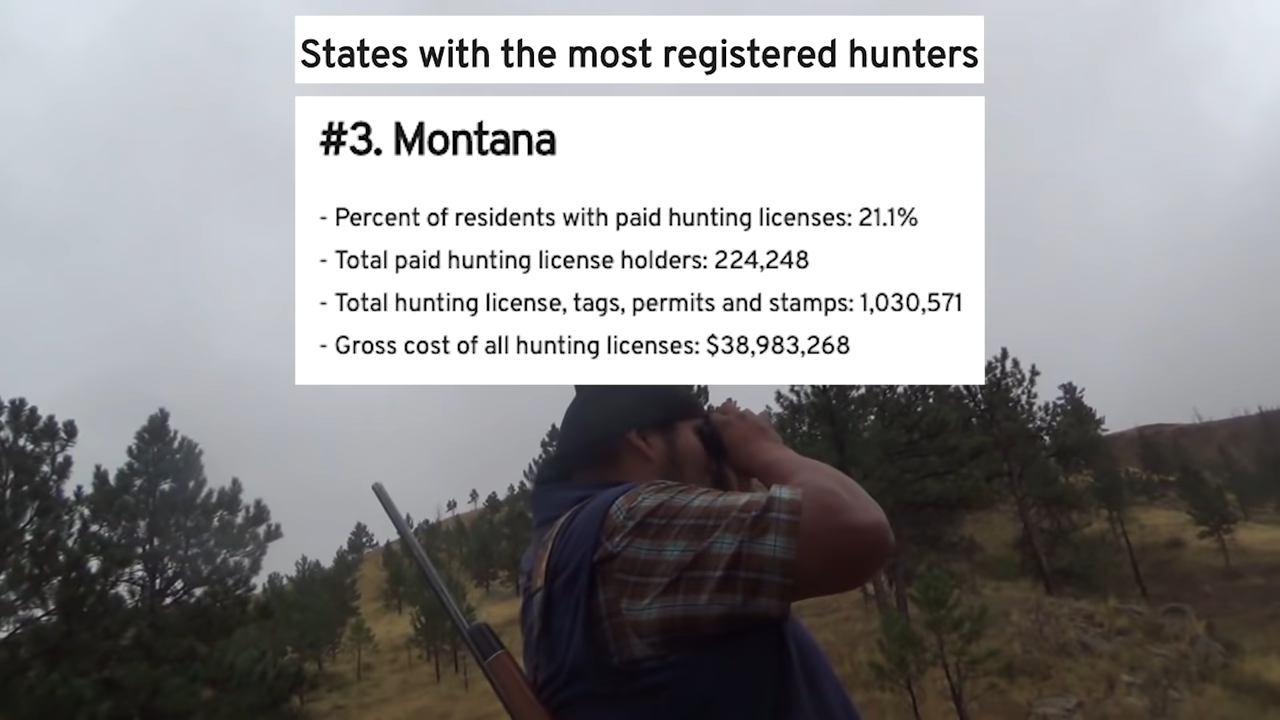 States with the most registered hunters
#3. Montana
- Percent of residents with paid hunting licenses: 21.1%
- Total paid hunting license holders: 224,248
- Total hunting license, tags, permits and stamps: 1,030,571
- Gross cost of all hunting licenses: $38,983,268